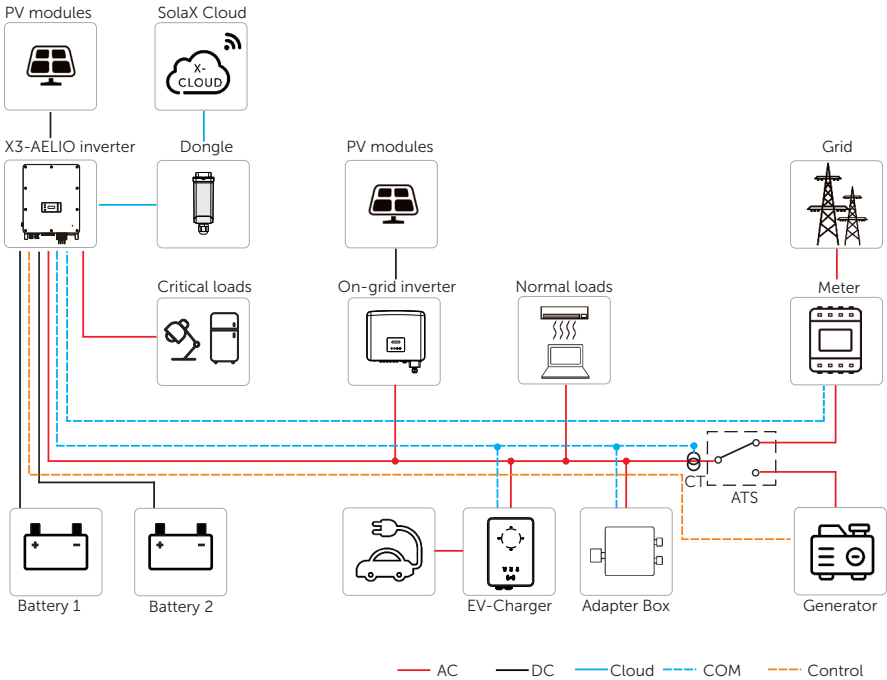 PV modules
SolaX Cloud
X-
CLOUD
X3-AELIO inverter
Dongle
PV modules
Grid
Critical loads
On-grid inverter
Normal loads
Meter
CT
ATS
Battery 1
Battery 2
EV-Charger
Adapter Box
Generator
AC
DC
Cloud
COM
Control